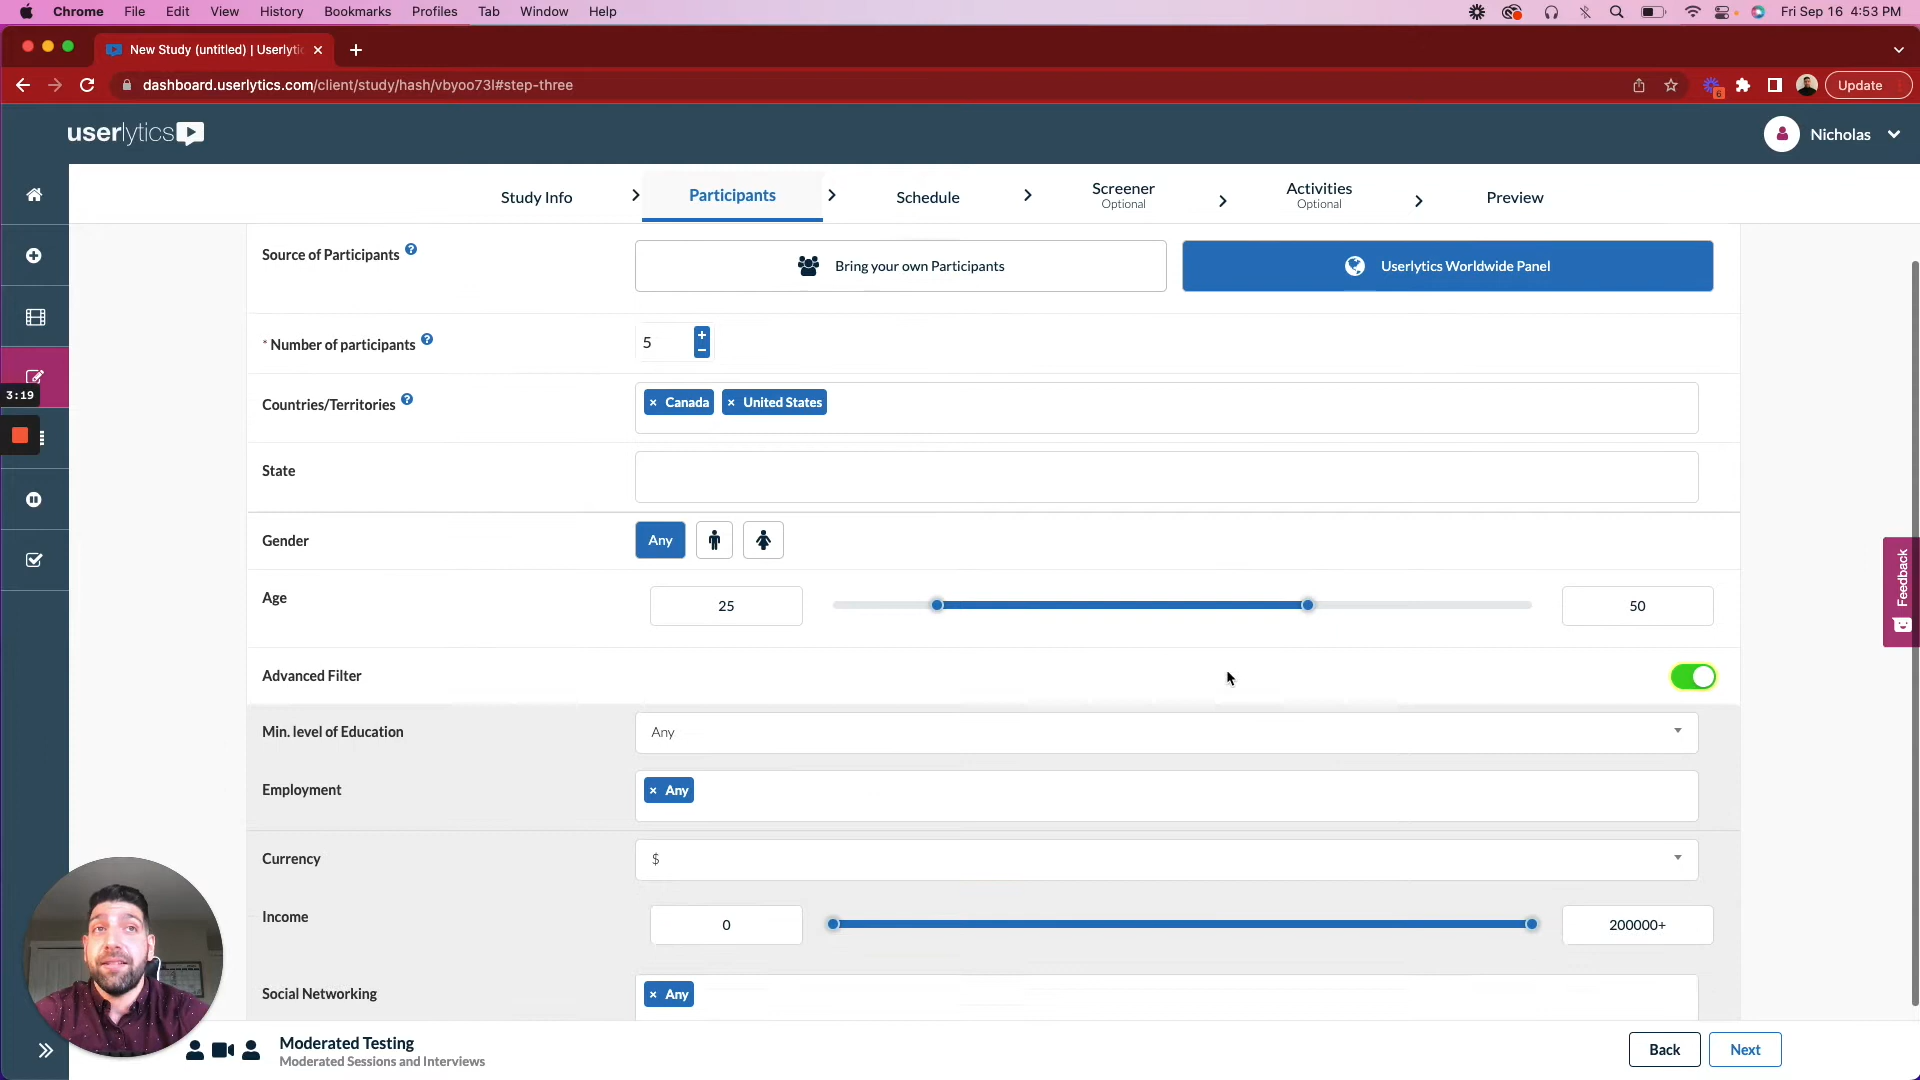 Chrome File Edit View History Bookmarks Profiles Tab Window Help Fri Sep 16 4:53 PM
New Study (untitled) | Userlytic
dashboard.userlytics.com/client/study/hash/vbyoo73l#step-three 6 Update
userlytics Nicholas
Study Info Participants Schedule Screener Optional Activities Optional Preview
Source of Participants ? Bring your own Participants Userlytics Worldwide Panel
* Number of participants ? 5 + −
3:19
Countries/Territories ? × Canada × United States
State
Gender Any
Age 25 50
Feedback
Advanced Filter
Min. level of Education Any
Employment × Any
Currency $
Income 0 200000+
Social Networking × Any
Moderated Testing
Moderated Sessions and Interviews
Back Next